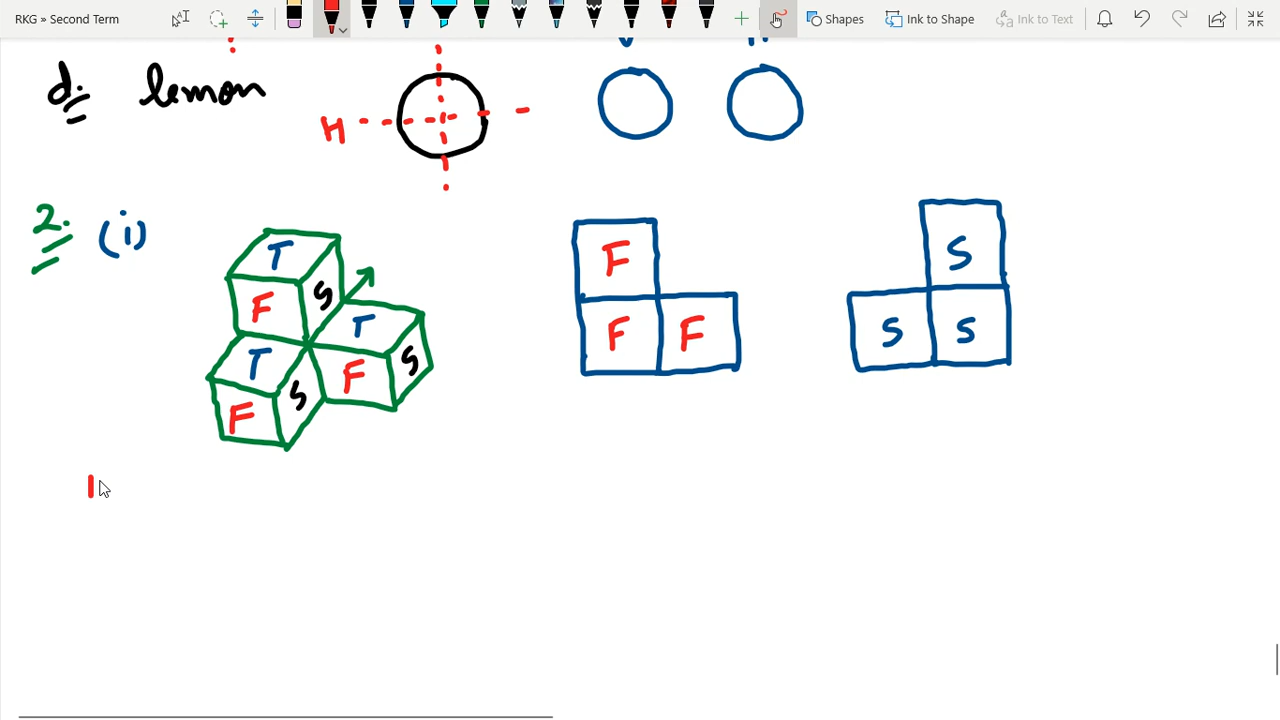 RKG » Second Term
Shapes
Ink to Shape
Ink to Text
d. lemon
H
2. (i)
T
F S
T
T
F S
F S
F
F F
S
S S